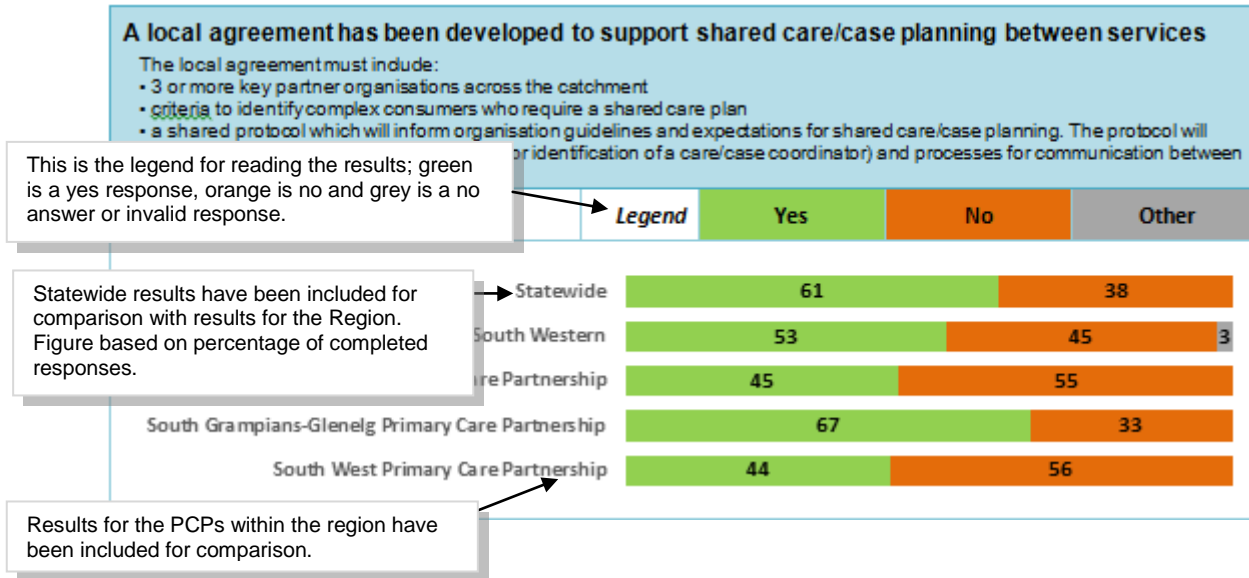 A local agreement has been developed to support shared care/case planning between services
The local agreement must include:
• 3 or more key partner organisations across the catchment
• criteria to identify complex consumers who require a shared care plan
• a shared protocol which will inform organisation guidelines and expectations for shared care/case planning. The protocol will
or identification of a care/case coordinator) and processes for communication between
This is the legend for reading the results; green
is a yes response, orange is no and grey is a no
answer or invalid response.
Legend Yes No Other
Statewide results have been included for
comparison with results for the Region.
Figure based on percentage of completed
responses.
Statewide 61 38
South Western 53 45 3
re Partnership 45 55
South Grampians-Glenelg Primary Care Partnership 67 33
South West Primary Care Partnership 44 56
Results for the PCPs within the region have
been included for comparison.